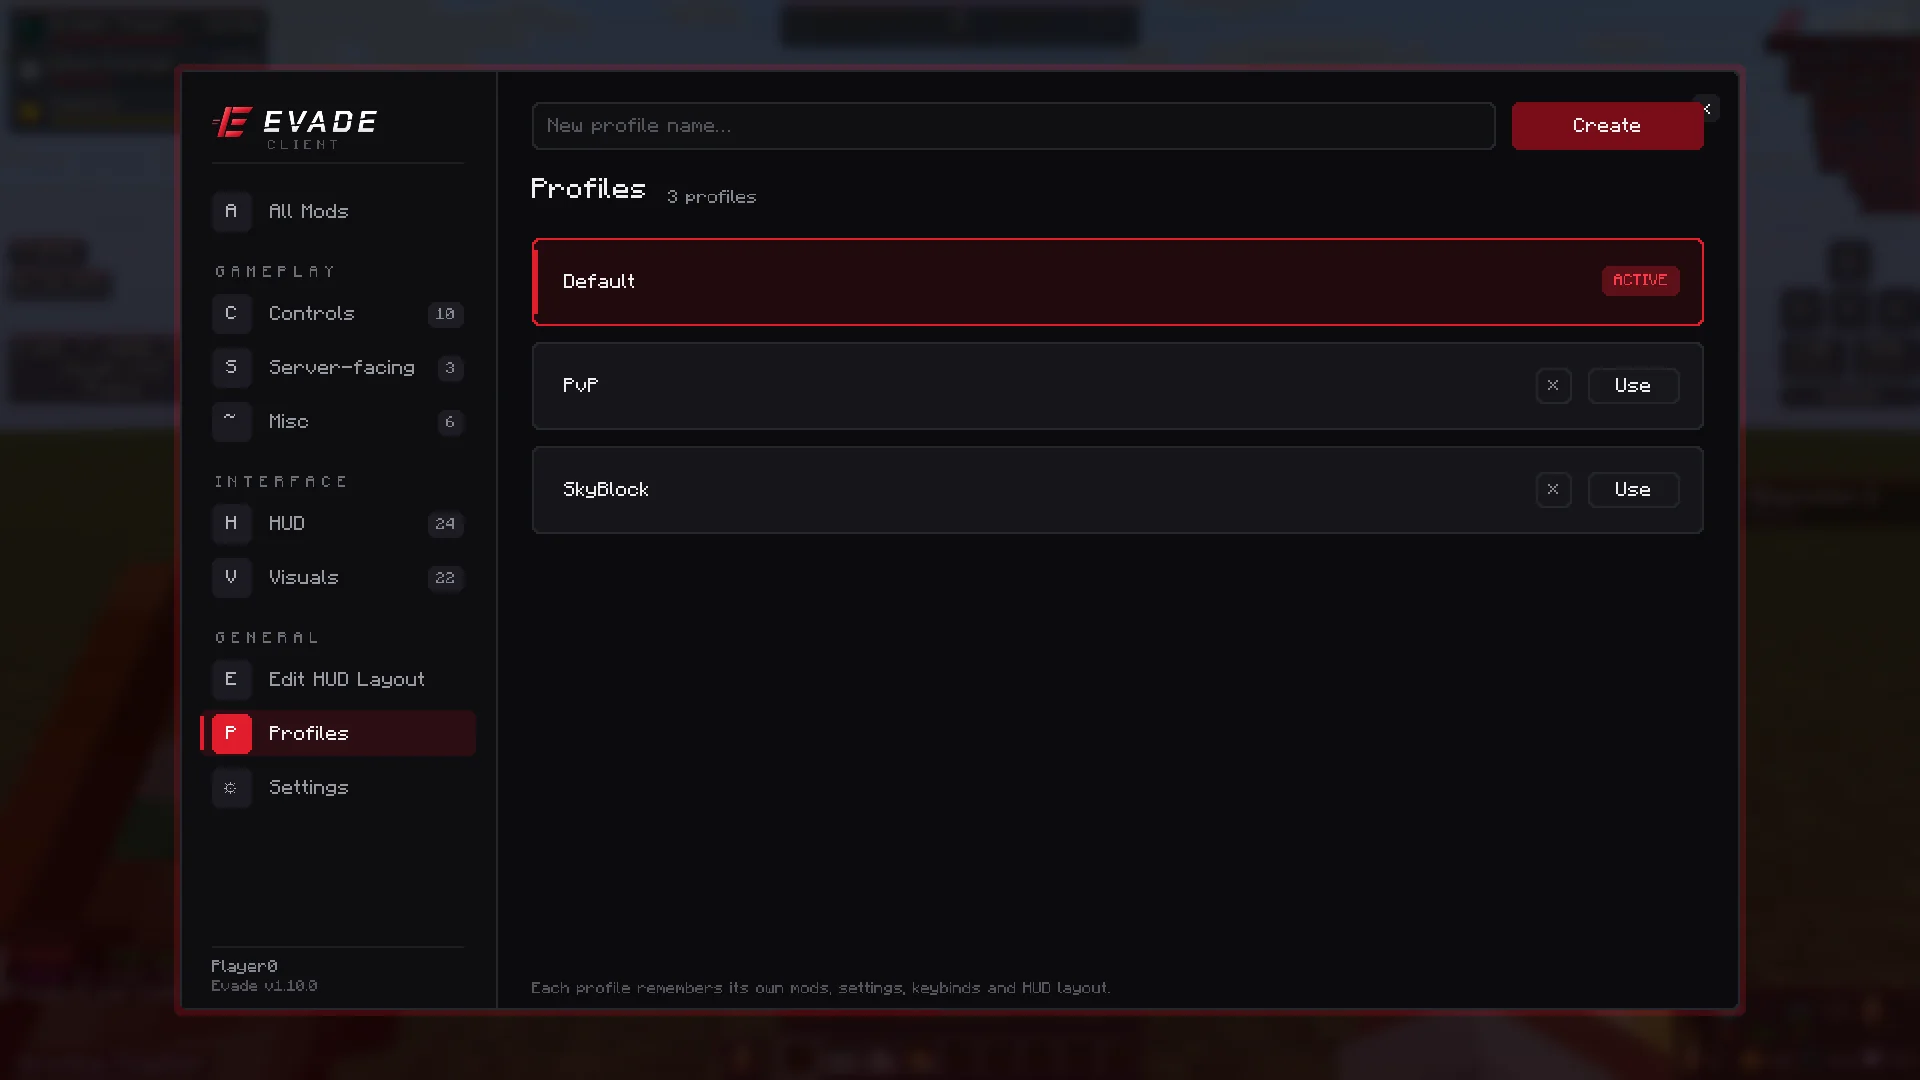 EVADE
CLIENT
A All Mods
GAMEPLAY
C Controls 10
S Server-facing 3
~ Misc 6
INTERFACE
H HUD 24
V Visuals 22
GENERAL
E Edit HUD Layout
P Profiles
Settings
Player0
Evade v1.10.0
New profile name...
Create
Profiles 3 profiles
Default ACTIVE
PvP × Use
SkyBlock × Use
Each profile remembers its own mods, settings, keybinds and HUD layout.